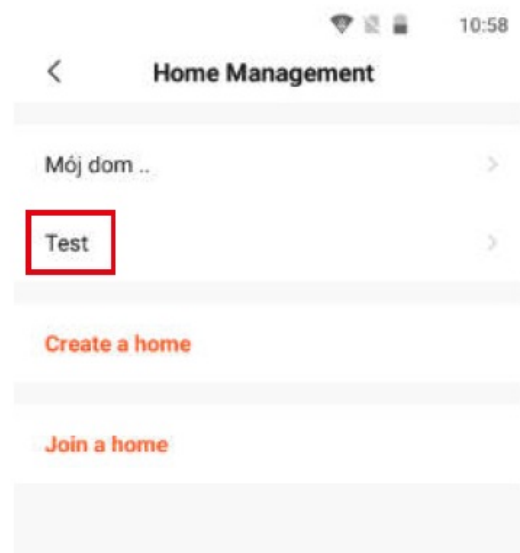 10:58
Home Management
Mój dom ..
Test
Create a home
Join a home